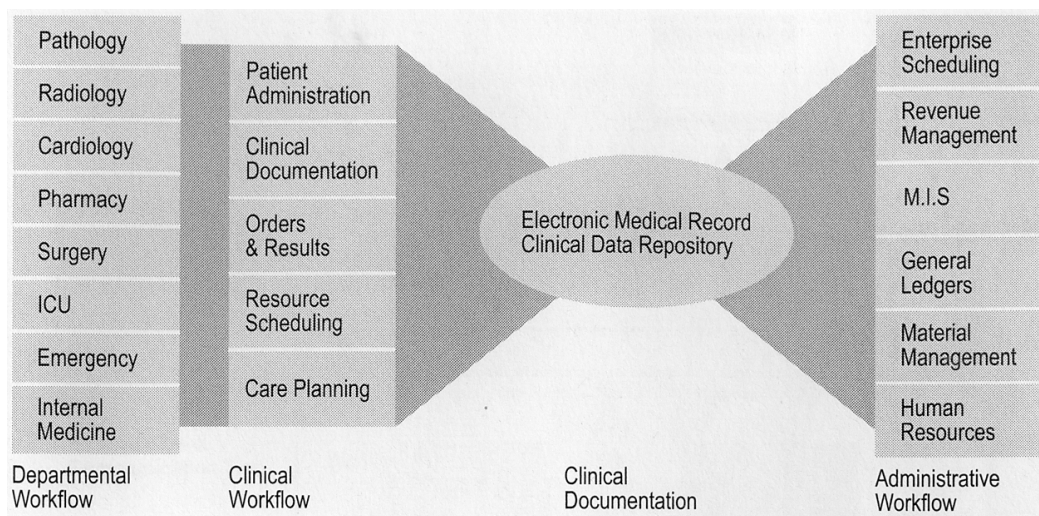 Pathology
Radiology
Cardiology
Pharmacy
Surgery
ICU
Emergency
Internal
Medicine
Departmental
Workflow
Patient
Administration
Clinical
Documentation
Orders
& Results
Resource
Scheduling
Care Planning
Clinical
Workflow
Electronic Medical Record
Clinical Data Repository
Clinical
Documentation
Enterprise
Scheduling
Revenue
Management
M.I.S
General
Ledgers
Material
Management
Human
Resources
Administrative
Workflow